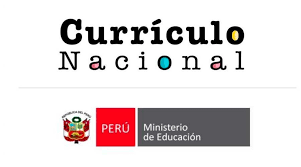 Currículo
Nacional
PERÚ
Ministerio
de Educación